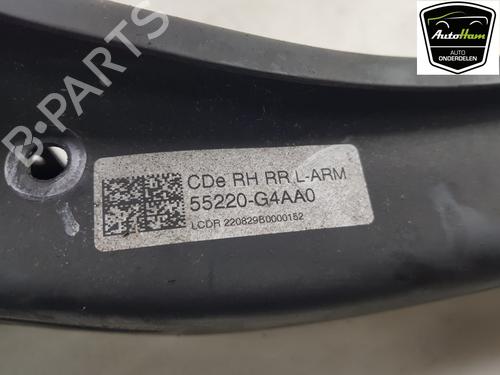 AutoHam
AUTO
ONDERDELEN
B-PARTS
CDe RH RR L-ARM
55220-G4AA0
LCDR 220829B0000152